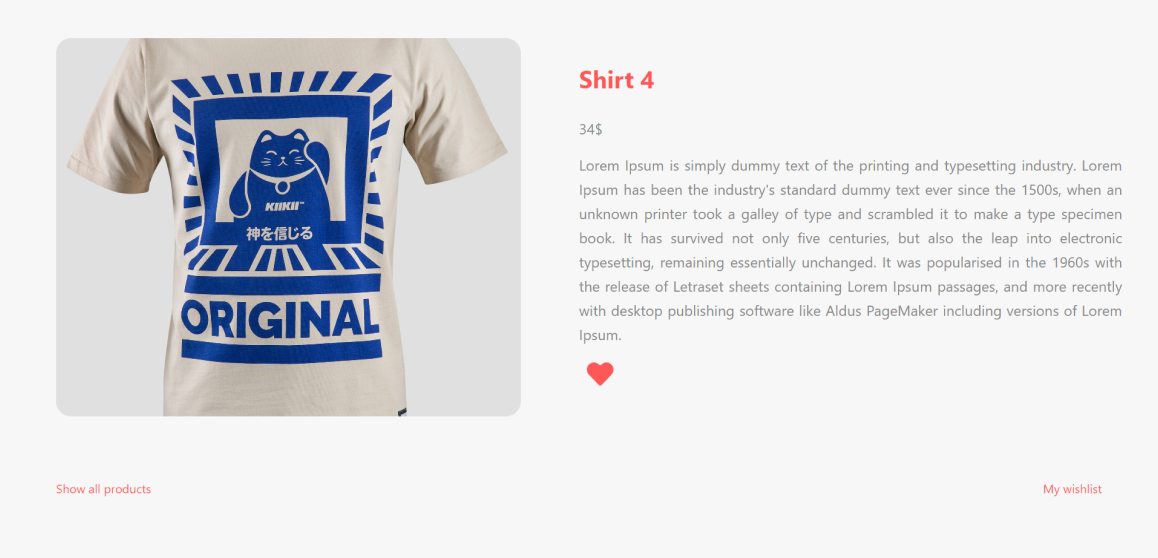 KIIKII™
神を信じる
ORIGINAL
Shirt 4
34$
Lorem Ipsum is simply dummy text of the printing and typesetting industry. Lorem
Ipsum has been the industry's standard dummy text ever since the 1500s, when an
unknown printer took a galley of type and scrambled it to make a type specimen
book. It has survived not only five centuries, but also the leap into electronic
typesetting, remaining essentially unchanged. It was popularised in the 1960s with
the release of Letraset sheets containing Lorem Ipsum passages, and more recently
with desktop publishing software like Aldus PageMaker including versions of Lorem
Ipsum.
Show all products
My wishlist